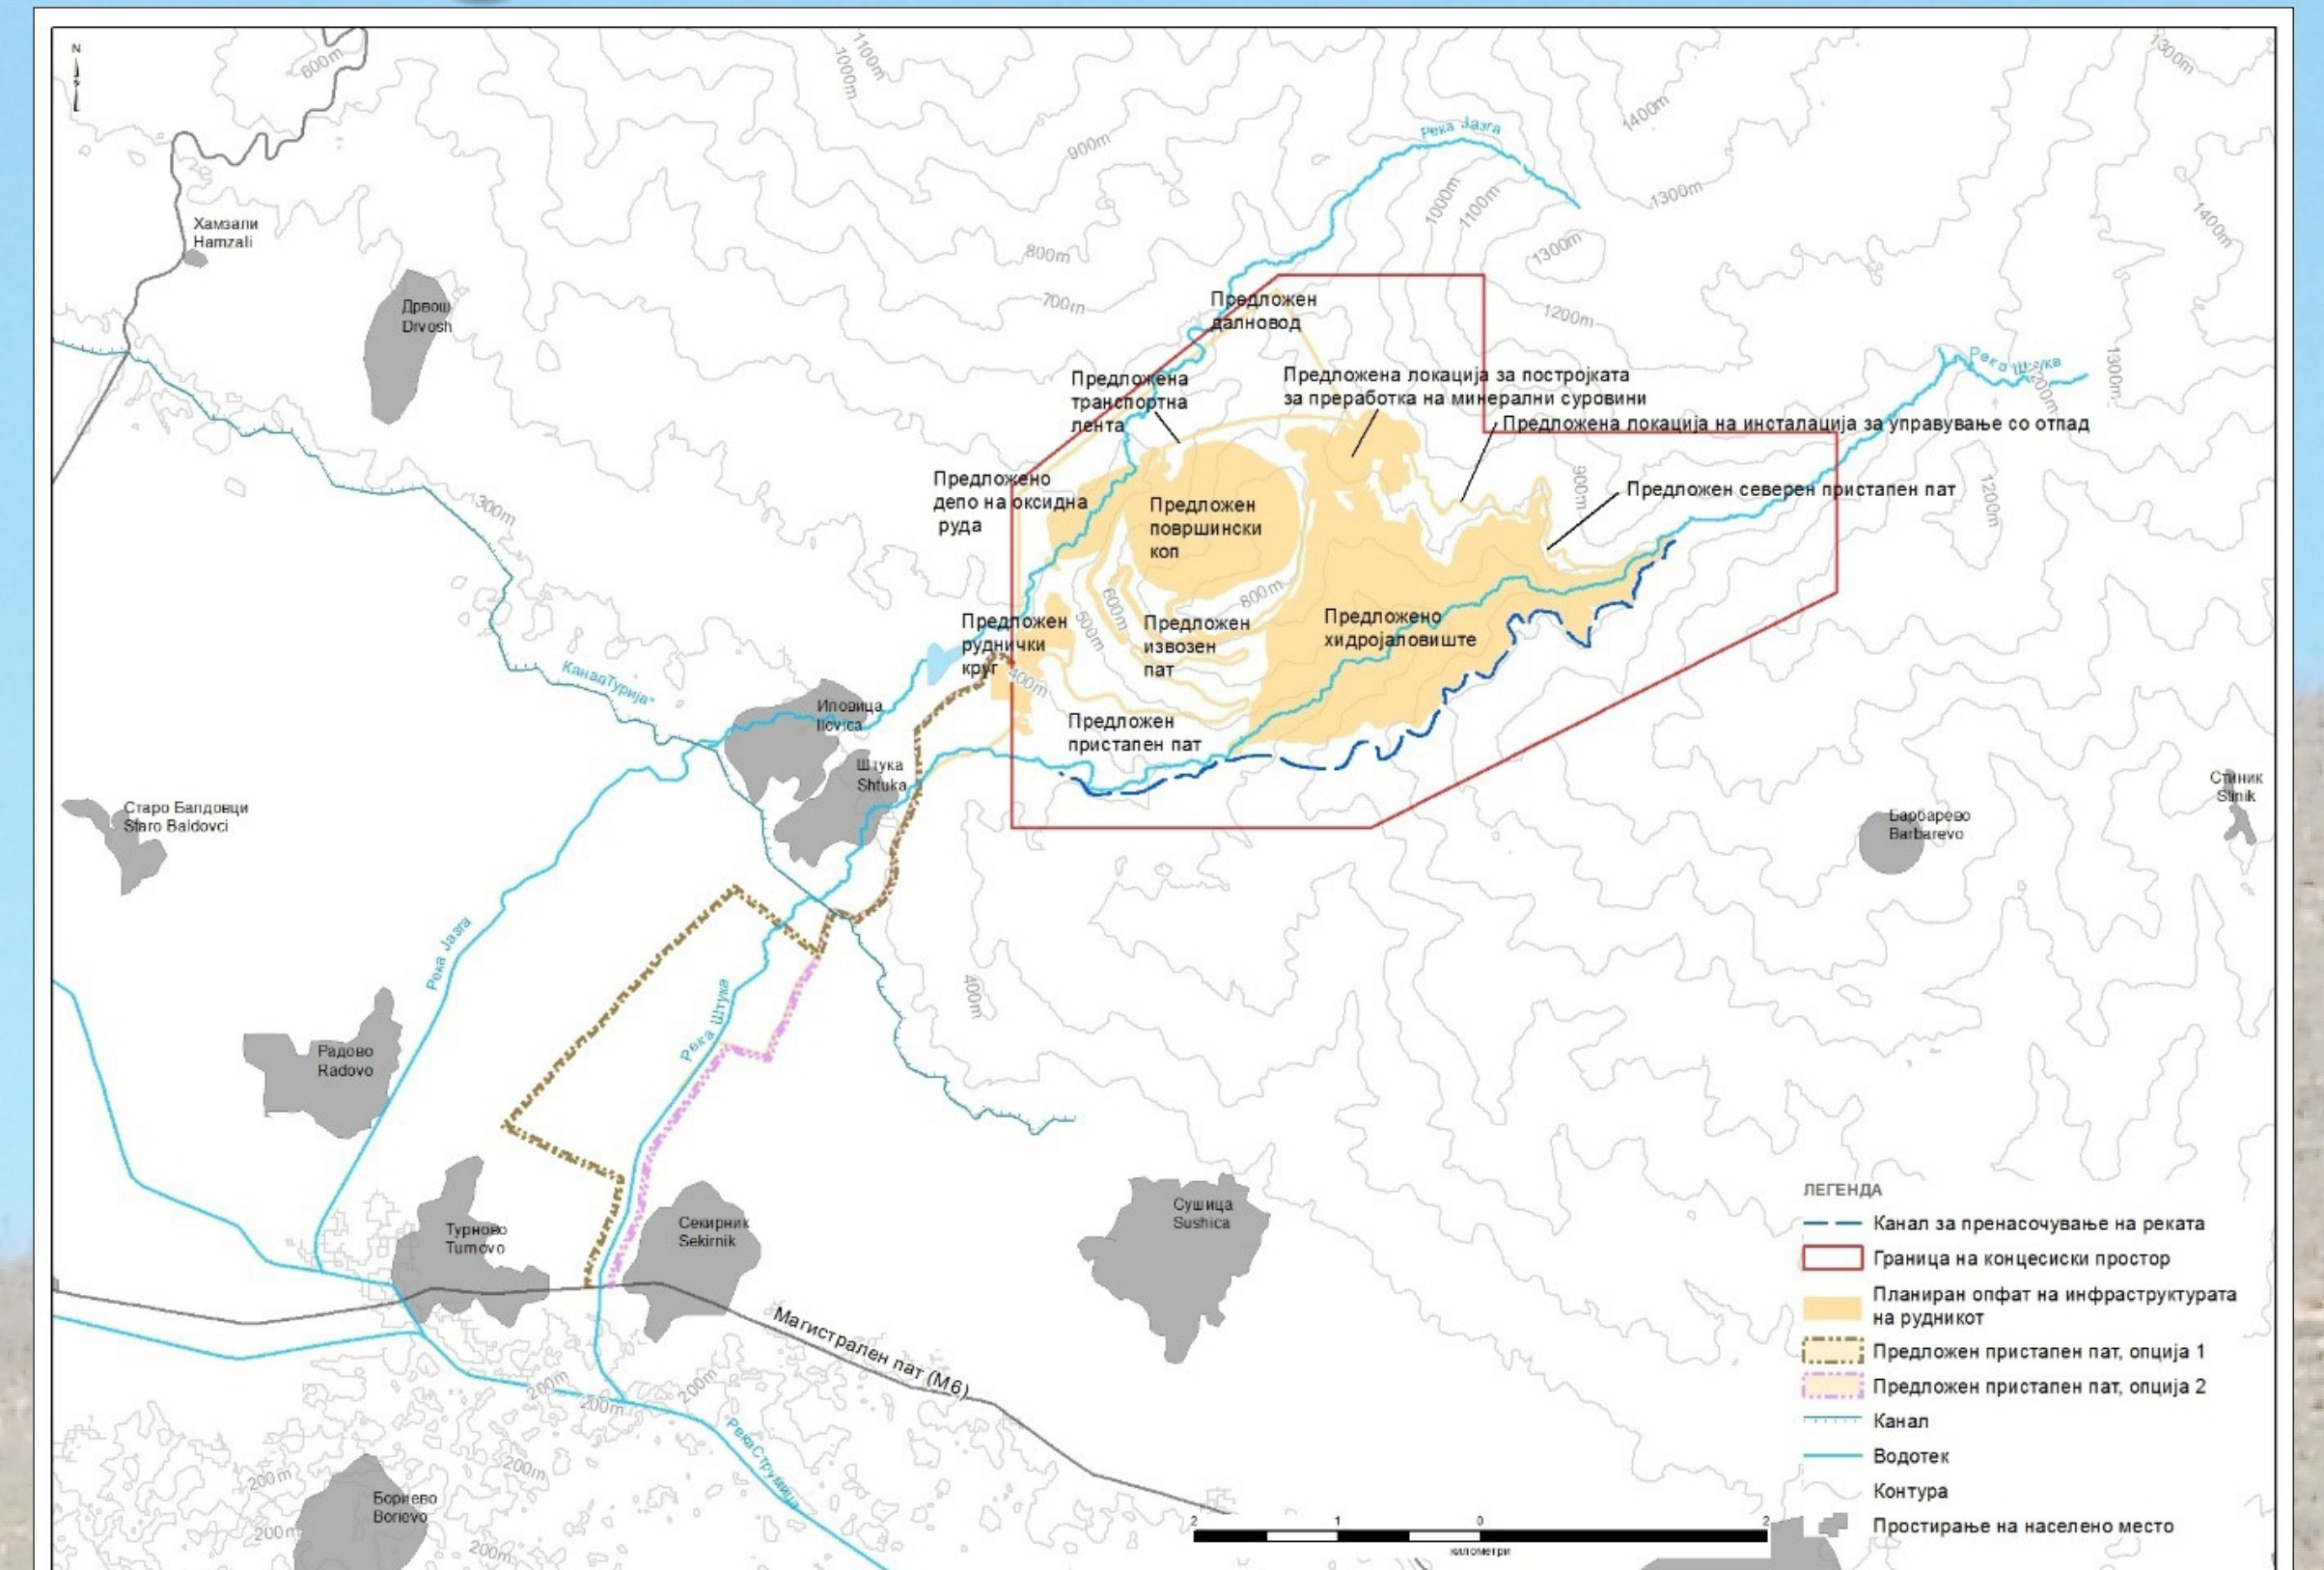 N
600m
1100m
1000m
1300m
1400m
Река Јазга
900m
1300m
1000m
1100m
1400m
Хамзали
Hamzali
800m
1300m
Дрвош
Drvosh
700m
Предложен
далновод
1200m
Предложена
транспортна
лента
Предложена локација за постројката
за преработка на минерални суровини
1200m
1300m
Предложена локација на инсталација за управување со отпад
Предложено
депо на оксидна
руда
Предложен
површински
коп
900m
Предложен северен пристапен пат
1200m
300m
600m
500m
800m
Предложен
руднички
круг
Предложен
извозен
пат
Предложено
хидројаловиште
400m
Канал Турија"
Иловица
Ilovica
Предложен
пристапен пат
Штука
Shtuka
Старо Балдовци
Staro Baldovci
Барбарево
Barbarevo
Стиник
Stinik
Река Јазга
400m
Река Штука
Радово
Radovo
Турново
Turnovo
Секирник
Sekirnik
Сушица
Sushica
Магистрален пат (М6)
200m
200m
200m
Река Струмица
200m
200m
200m
200m
Бориево
Borievo
ЛЕГЕНДА
Канал за пренасочување на реката
Граница на концесиски простор
Планиран опфат на инфраструктурата
на рудникот
Предложен пристапен пат, опција 1
Предложен пристапен пат, опција 2
Канал
Водотек
Контура
Простирање на населено место
2 1 0 2
километри